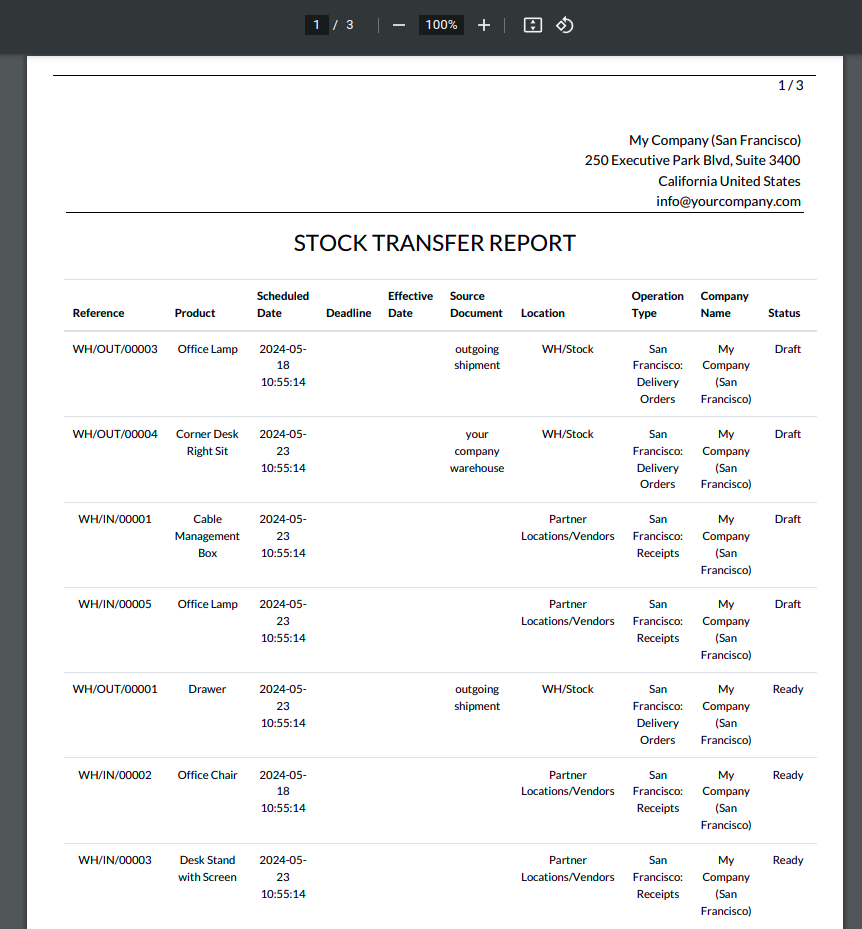 1 / 3 100%
1 / 3
My Company (San Francisco)
250 Executive Park Blvd, Suite 3400
California United States
info@yourcompany.com
STOCK TRANSFER REPORT
Reference Product Scheduled Date Deadline Effective Date Source Document Location Operation Type Company Name Status
WH/OUT/00003 Office Lamp 2024-05-18 10:55:14 outgoing shipment WH/Stock San Francisco: Delivery Orders My Company (San Francisco) Draft
WH/OUT/00004 Corner Desk Right Sit 2024-05-23 10:55:14 your company warehouse WH/Stock San Francisco: Delivery Orders My Company (San Francisco) Draft
WH/IN/00001 Cable Management Box 2024-05-23 10:55:14 Partner Locations/Vendors San Francisco: Receipts My Company (San Francisco) Draft
WH/IN/00005 Office Lamp 2024-05-23 10:55:14 Partner Locations/Vendors San Francisco: Receipts My Company (San Francisco) Draft
WH/OUT/00001 Drawer 2024-05-23 10:55:14 outgoing shipment WH/Stock San Francisco: Delivery Orders My Company (San Francisco) Ready
WH/IN/00002 Office Chair 2024-05-18 10:55:14 Partner Locations/Vendors San Francisco: Receipts My Company (San Francisco) Ready
WH/IN/00003 Desk Stand with Screen 2024-05-23 10:55:14 Partner Locations/Vendors San Francisco: Receipts My Company (San Francisco) Ready